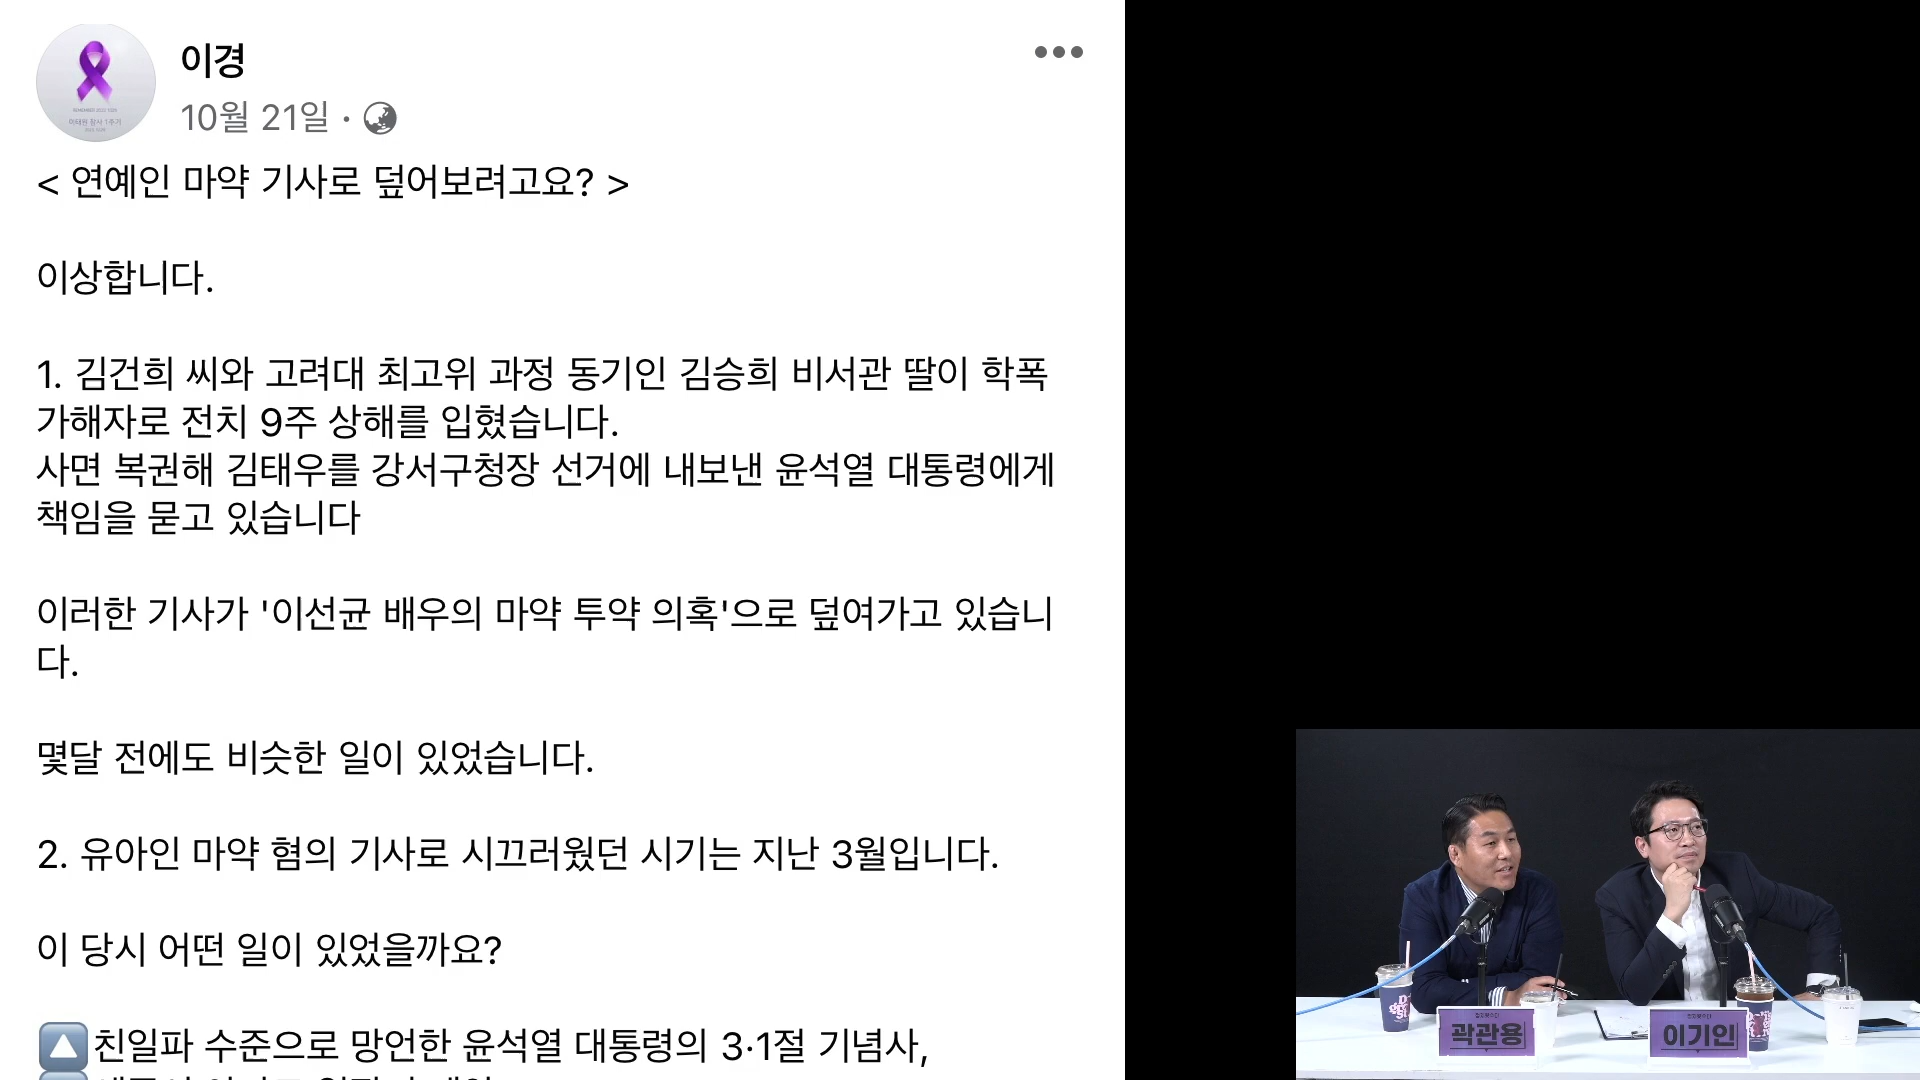 이경
10월 21일 ·
이태원 참사 1주기
< 연예인 마약 기사로 덮어보려고요? >
이상합니다.
1. 김건희 씨와 고려대 최고위 과정 동기인 김승희 비서관 딸이 학폭
가해자로 전치 9주 상해를 입혔습니다.
사면 복권해 김태우를 강서구청장 선거에 내보낸 윤석열 대통령에게
책임을 묻고 있습니다
이러한 기사가 '이선균 배우의 마약 투약 의혹'으로 덮여가고 있습니
다.
몇달 전에도 비슷한 일이 있었습니다.
2. 유아인 마약 혐의 기사로 시끄러웠던 시기는 지난 3월입니다.
이 당시 어떤 일이 있었을까요?
친일파 수준으로 망언한 윤석열 대통령의 3·1절 기념사,
곽관용
이기인